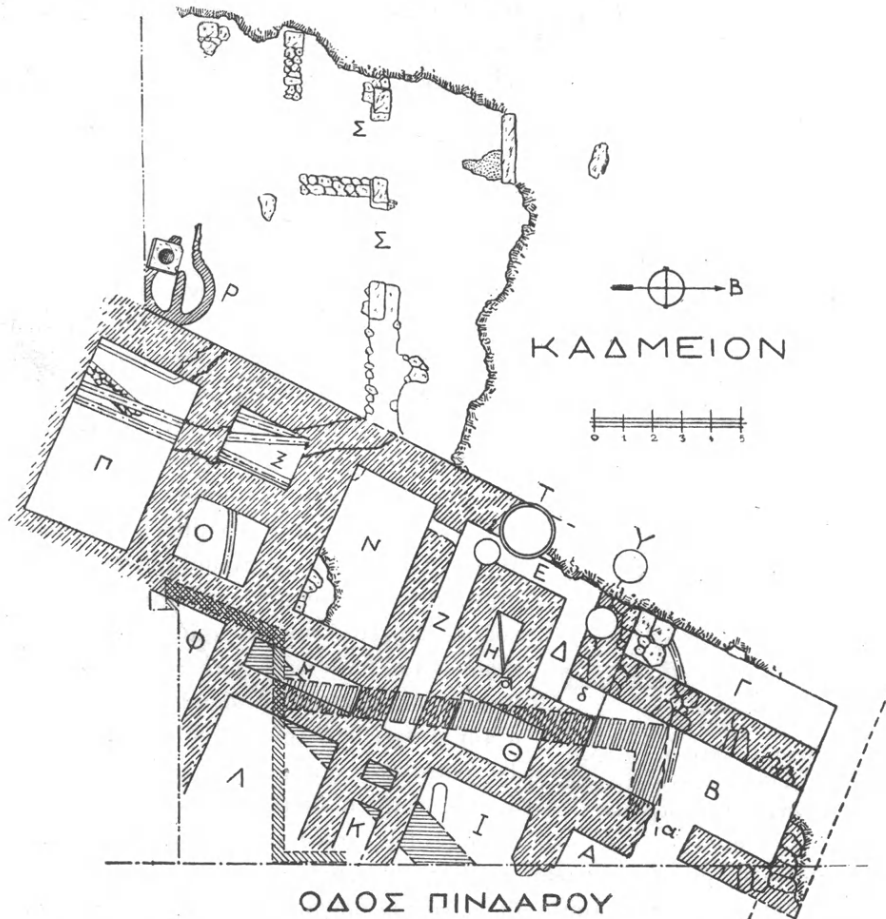 Σ
Σ
Ρ
Β
ΚΑΔΜΕΙΟΝ
0 1 2 3 4 5
Π
Ξ
Ο
Ν
Τ
Υ
Ε
Ζ
Η
α
Δ
δ
Γ
Φ
Μ
Θ
Β
Λ
Κ
Ι
Α
α
ΟΔΟΣ ΠΙΝΔΑΡΟΥ